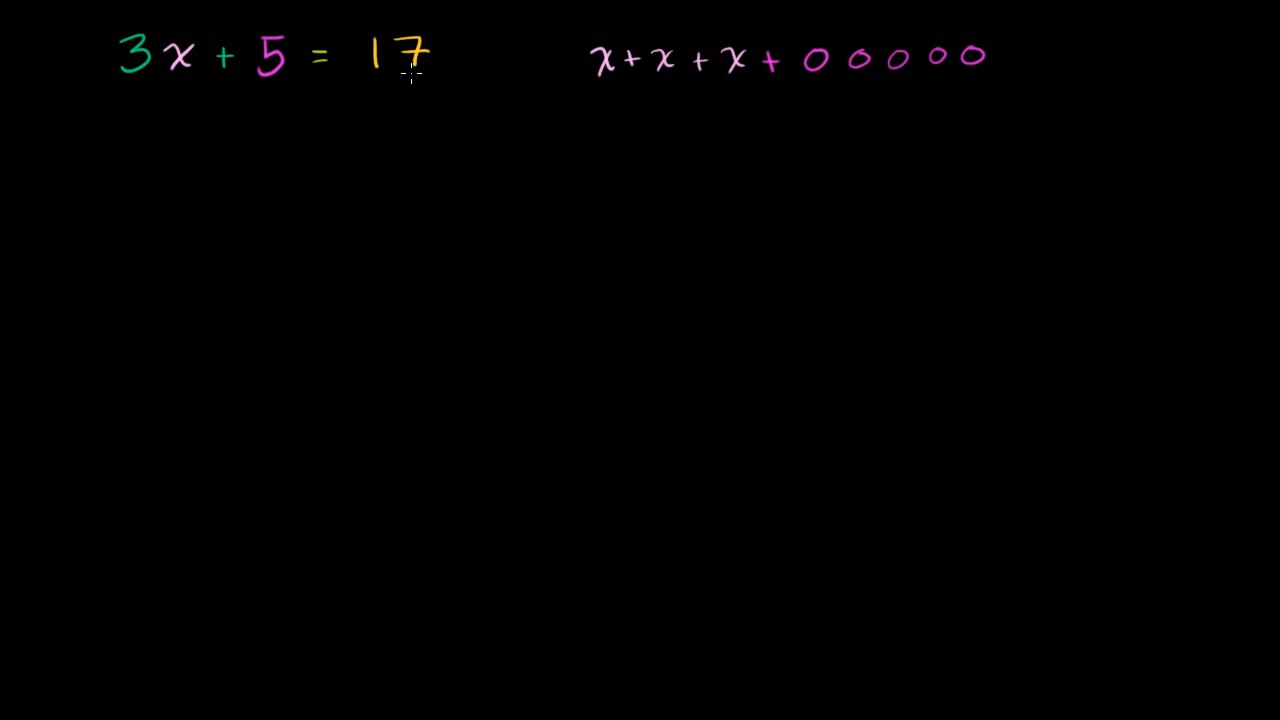 3x + 5 = 17
x + x + x + 0 0 0 0 0